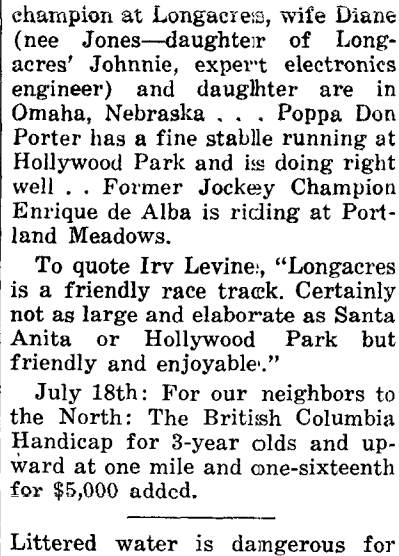 champion at Longacres, wife Diane
(nee Jones—daughter of Long-
acres' Johnnie, expert electronics
engineer) and daughter are in
Omaha, Nebraska . . . Poppa Don
Porter has a fine stable running at
Hollywood Park and is doing right
well . . Former Jockey Champion
Enrique de Alba is riding at Port-
land Meadows.
To quote Irv Levine, "Longacres
is a friendly race track. Certainly
not as large and elaborate as Santa
Anita or Hollywood Park but
friendly and enjoyable."
July 18th: For our neighbors to
the North: The British Columbia
Handicap for 3-year olds and up-
ward at one mile and one-sixteenth
for $5,000 added.
Littered water is dangerous for